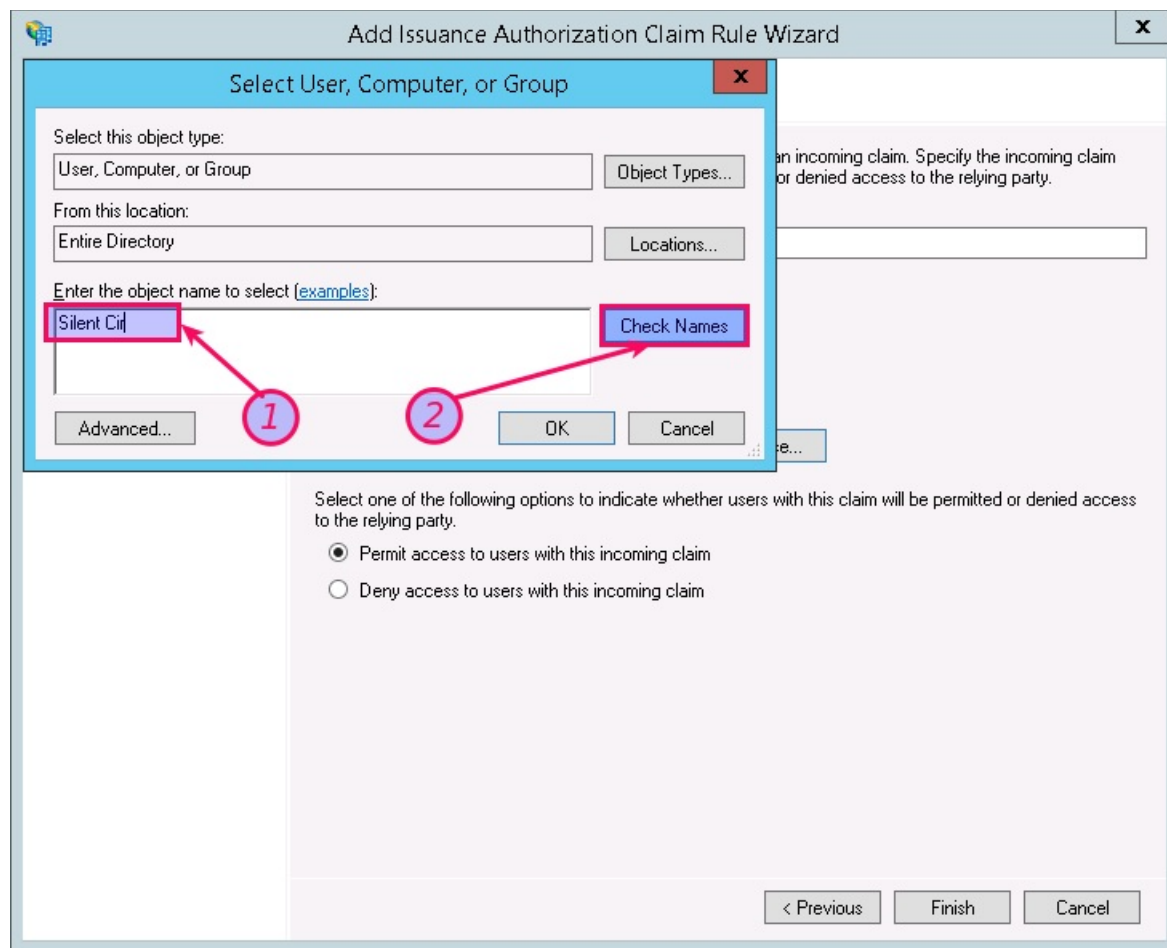 Add Issuance Authorization Claim Rule Wizard
x
Select User, Computer, or Group
x
Select this object type:
User, Computer, or Group
Object Types...
From this location:
Entire Directory
Locations...
Enter the object name to select (examples):
Silent Cir
Check Names
1
2
Advanced...
OK
Cancel
an incoming claim. Specify the incoming claim
or denied access to the relying party.
e...
Select one of the following options to indicate whether users with this claim will be permitted or denied access
to the relying party.
Permit access to users with this incoming claim
Deny access to users with this incoming claim
< Previous
Finish
Cancel